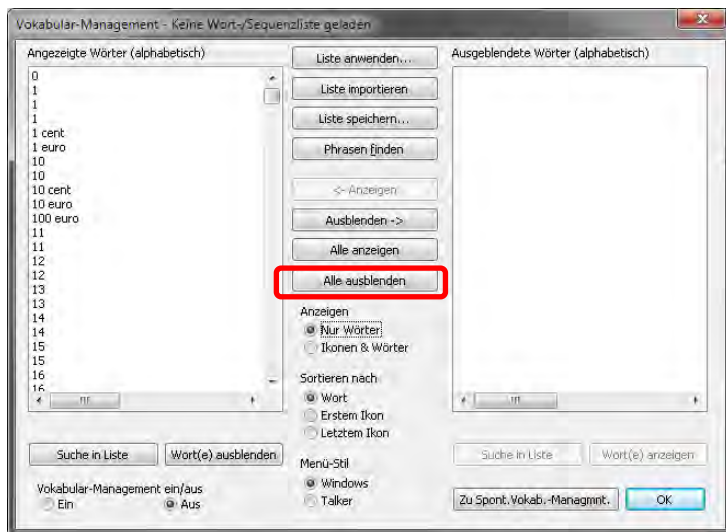 Vokabular-Management - Keine Wort-/Sequenzliste geladen
Angezeigte Wörter (alphabetisch)
0
1
1
1
1 cent
1 euro
10
10
10 cent
10 euro
100 euro
11
11
12
12
13
13
14
14
15
15
16
16
Suche in Liste
Wort(e) ausblenden
Vokabular-Management ein/aus
Ein
Aus
Liste anwenden...
Liste importieren
Liste speichern...
Phrasen finden
<- Anzeigen
Ausblenden ->
Alle anzeigen
Alle ausblenden
Anzeigen
Nur Wörter
Ikonen & Wörter
Sortieren nach
Wort
Erstem Ikon
Letztem Ikon
Menü-Stil
Windows
Talker
Ausgeblendete Wörter (alphabetisch)
Suche in Liste
Wort(e) anzeigen
Zu Spont.Vokab.-Managmnt.
OK